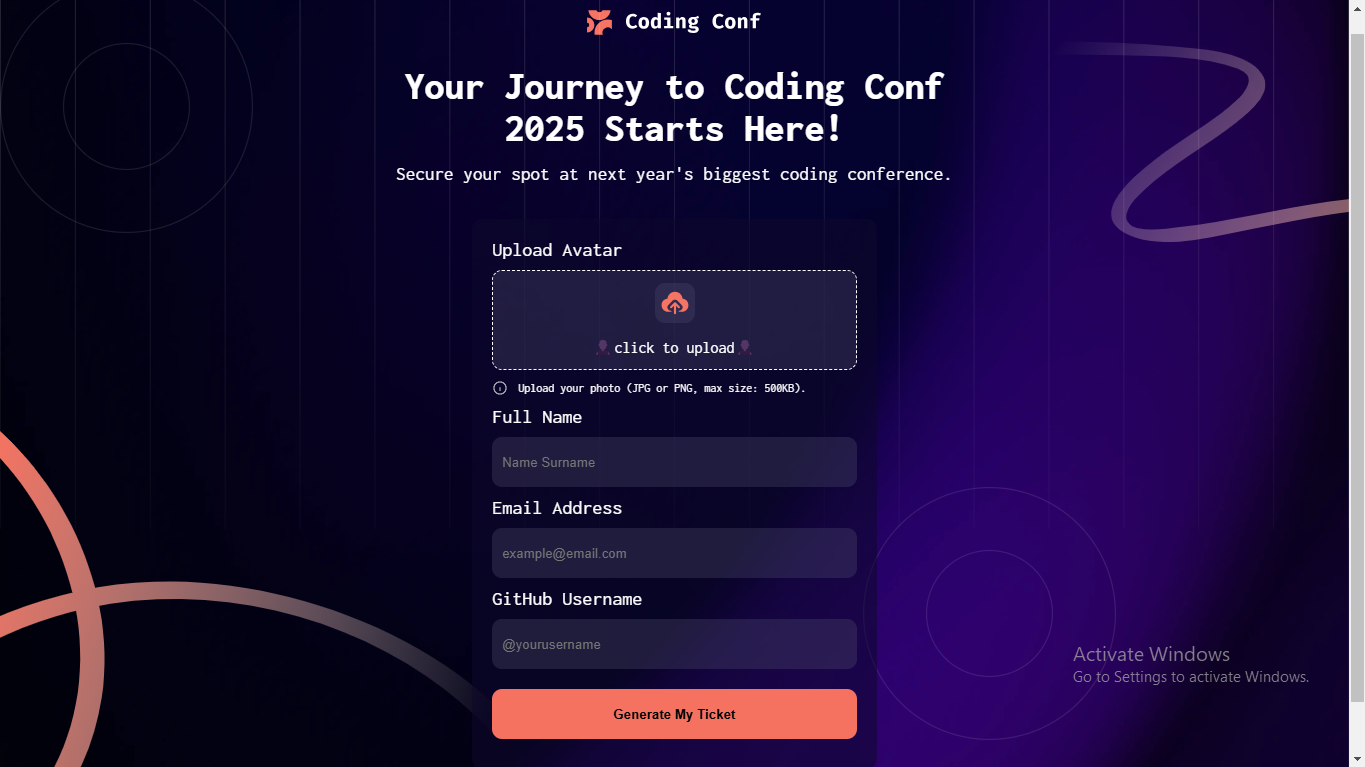 Coding Conf
Your Journey to Coding Conf
2025 Starts Here!
Secure your spot at next year's biggest coding conference.
Upload Avatar
click to upload
Upload your photo (JPG or PNG, max size: 500KB).
Full Name
Name Surname
Email Address
example@email.com
GitHub Username
@yourusername
Generate My Ticket
Activate Windows
Go to Settings to activate Windows.